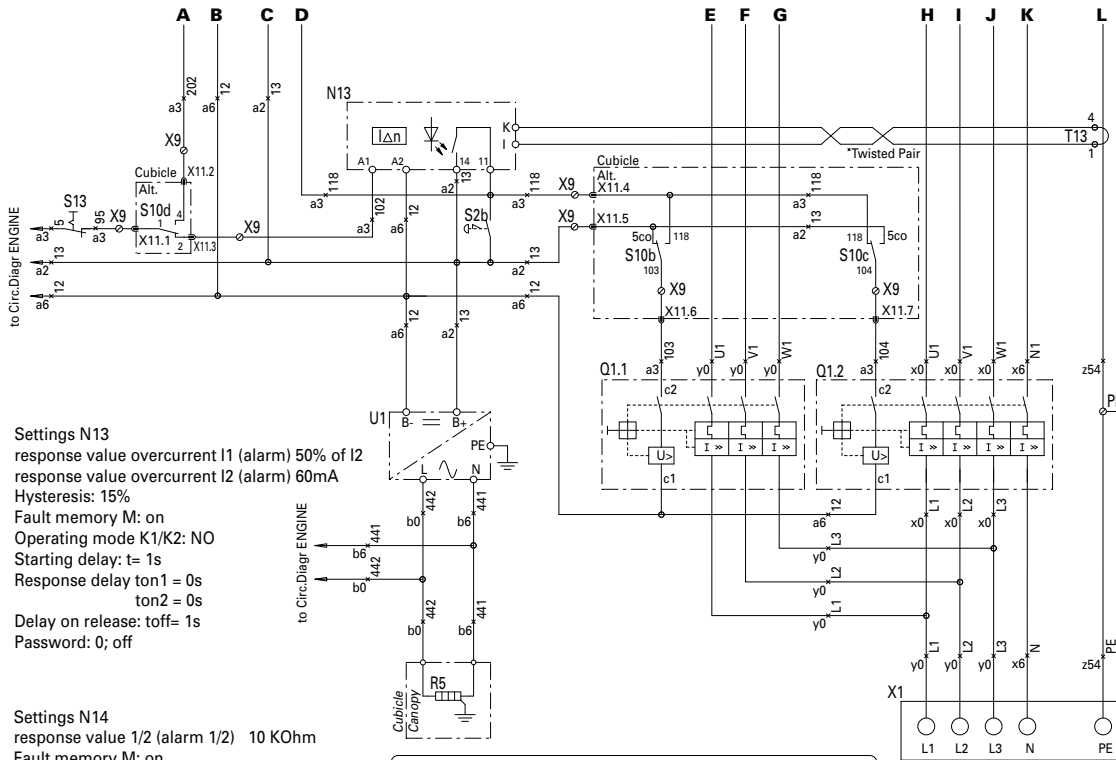 A B C D E F G H I J K L
202
a3
12
a6
13
a2
N13
I∆n
K
I
A1 A2 14 11
4
T13
1
*Twisted Pair
X9
Cubicle
Alt.
X11.2
S10d
4
1
2
X11.1
X11.3
S13
5
a3
95
a3
X9
X9
to Circ.Diagr ENGINE
13
a2
12
a6
118
a3
102
a3
12
a6
13
a2
S2b
118
a3
X9
X9
Cubicle
Alt.
X11.4
X11.5
118
a3
13
a2
5co 118
S10b
103
118 5co
S10c
104
X9
X9
X11.6
X11.7
13
a2
12
a6
12
a6
13
a2
103
a3
U1
y0
V1
y0
W1
y0
104
a3
U1
x0
V1
x0
W1
x0
N1
x6
z54
Q1.1
c2
U>
c1
I » I » I »
Q1.2
c2
U>
c1
I » I » I » I »
U1
B- B+
PE
L N
442
b0
441
b6
to Circ.Diagr ENGINE
441
b6
442
b0
442
b0
441
b6
Cubicle
Canopy
R5
12
a6
L1
x0
L2
x0
L3
x0
L3
y0
L2
y0
L1
y0
L1
y0
L2
y0
L3
y0
N
x6
PE
z54
X1
L1 L2 L3 N PE
Settings N13
response value overcurrent I1 (alarm) 50% of I2
response value overcurrent I2 (alarm) 60mA
Hysteresis: 15%
Fault memory M: on
Operating mode K1/K2: NO
Starting delay: t= 1s
Response delay ton1 = 0s
ton2 = 0s
Delay on release: toff= 1s
Password: 0; off
Settings N14
response value 1/2 (alarm 1/2) 10 KOhm
Fault memory M: on